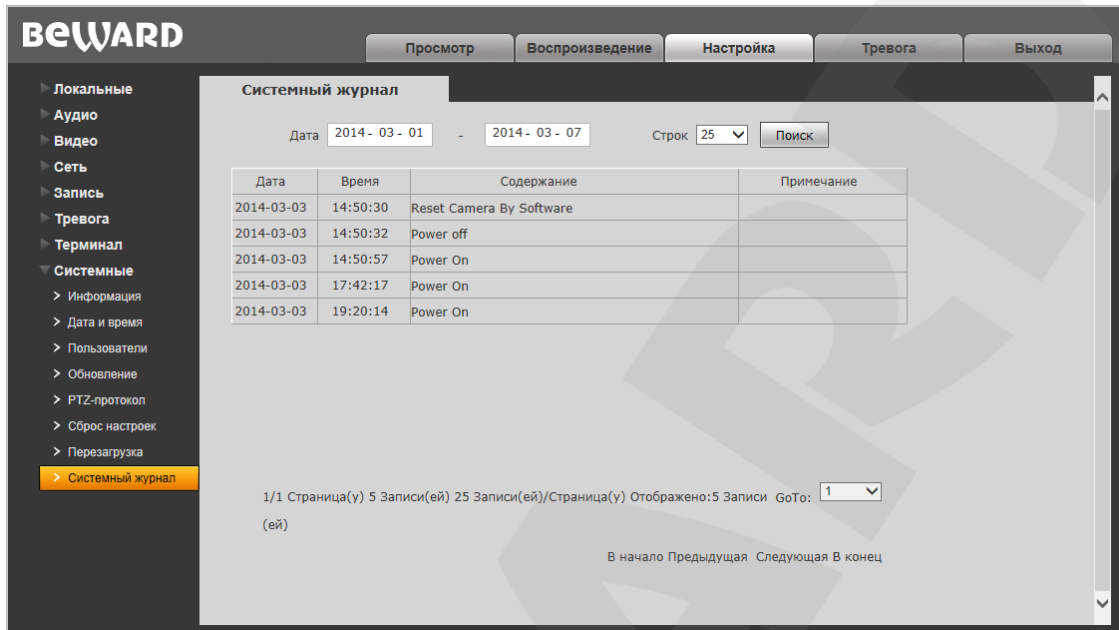 BEWARD
Просмотр Воспроизведение Настройка Тревога Выход
Локальные
Аудио
Видео
Сеть
Запись
Тревога
Терминал
Системные
Информация
Дата и время
Пользователи
Обновление
PTZ-протокол
Сброс настроек
Перезагрузка
Системный журнал
Системный журнал
Дата 2014 - 03 - 01 - 2014 - 03 - 07 Строк 25 Поиск
Дата Время Содержание Примечание
2014-03-03 14:50:30 Reset Camera By Software
2014-03-03 14:50:32 Power off
2014-03-03 14:50:57 Power On
2014-03-03 17:42:17 Power On
2014-03-03 19:20:14 Power On
1/1 Страница(у) 5 Записи(ей) 25 Записи(ей)/Страница(у) Отображено:5 Записи GoTo: 1
(ей)
В начало Предыдущая Следующая В конец